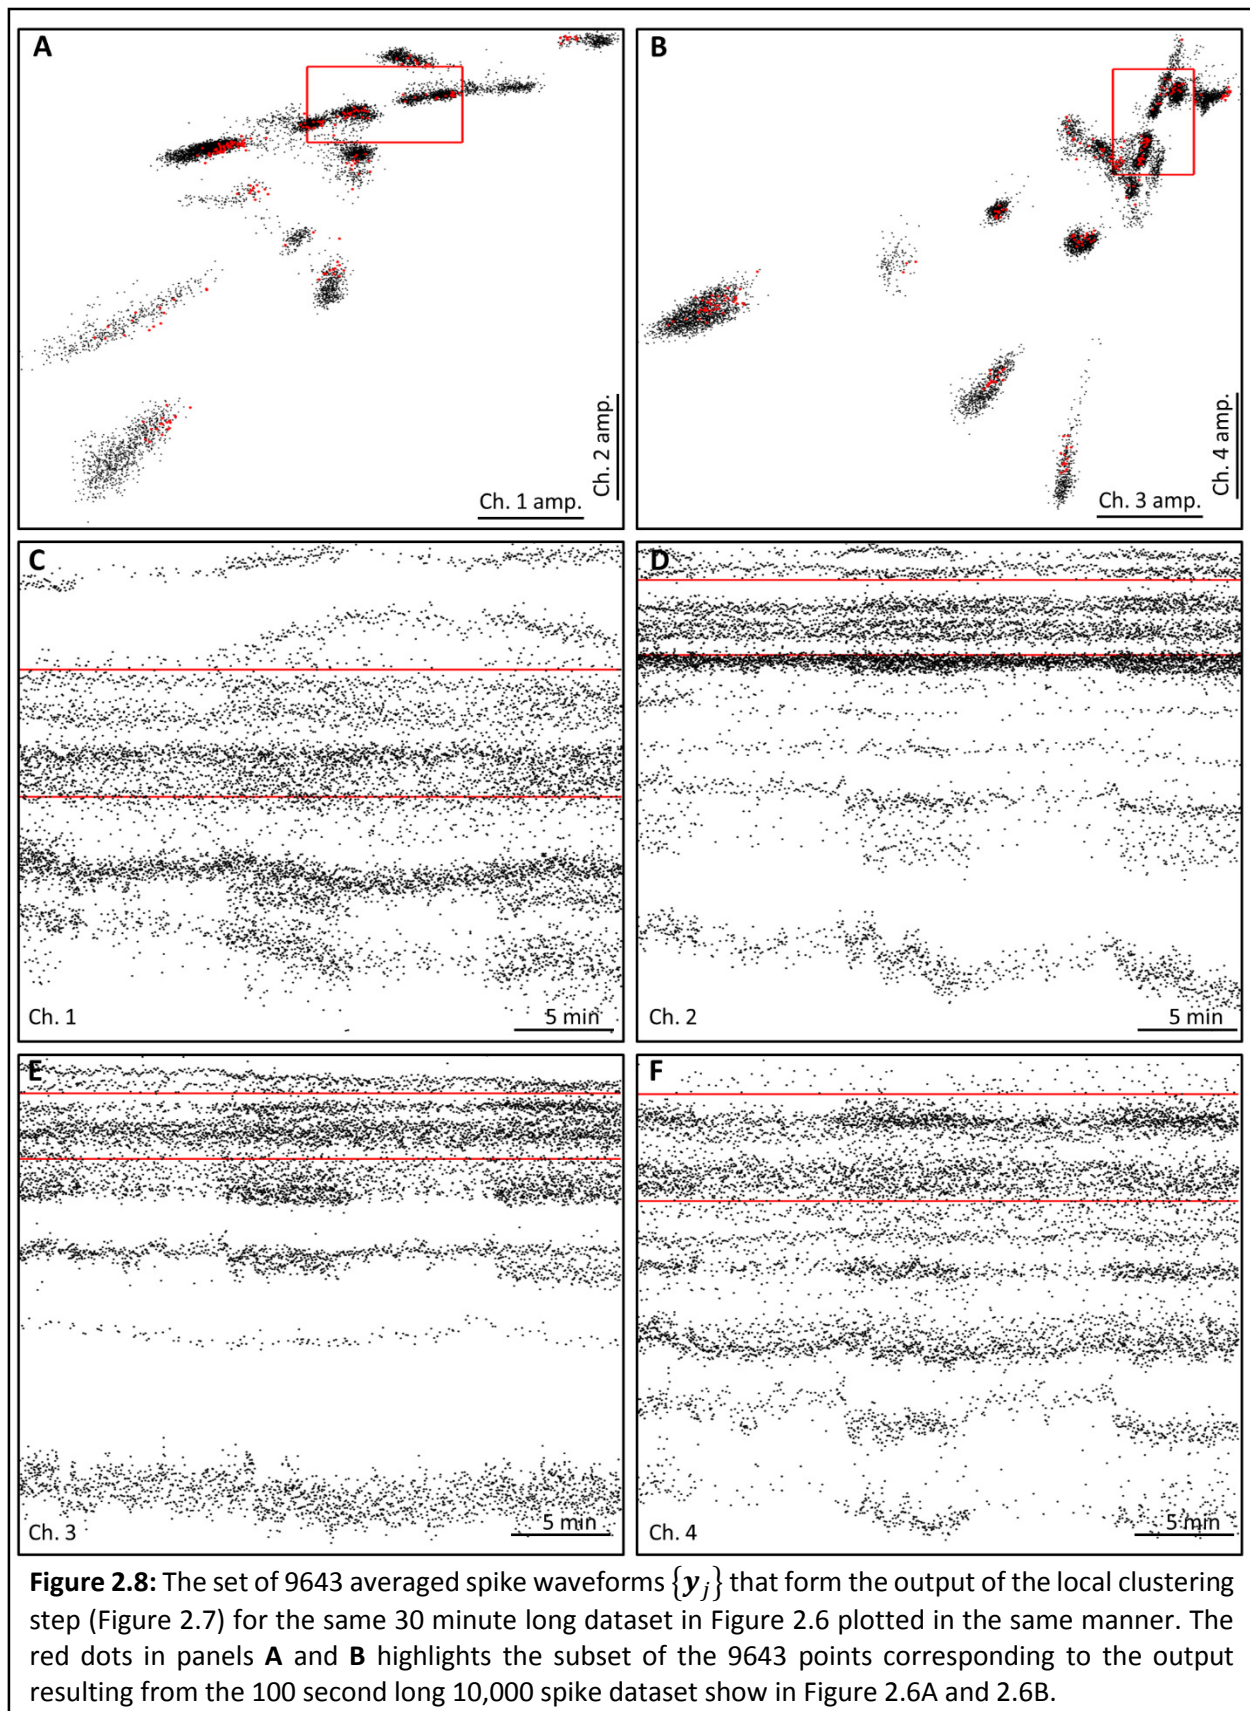 A
B
Ch. 2 amp.
Ch. 1 amp.
Ch. 4 amp.
Ch. 3 amp.
C
D
Ch. 1
5 min
Ch. 2
5 min
E
F
Ch. 3
5 min
Ch. 4
5 min
Figure 2.8: The set of 9643 averaged spike waveforms {𝒚ⱼ} that form the output of the local clustering
step (Figure 2.7) for the same 30 minute long dataset in Figure 2.6 plotted in the same manner. The
red dots in panels A and B highlights the subset of the 9643 points corresponding to the output
resulting from the 100 second long 10,000 spike dataset show in Figure 2.6A and 2.6B.